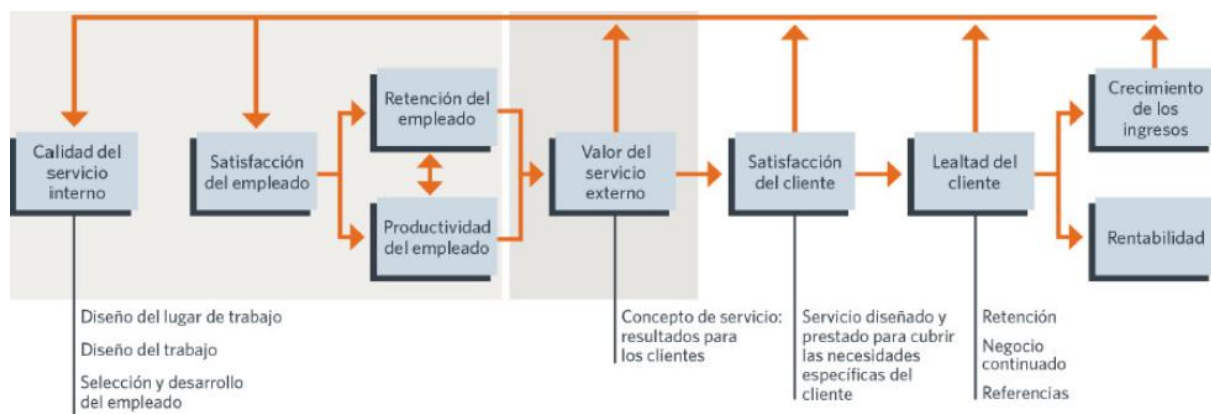 Calidad del
servicio
interno
Satisfacción
del empleado
Retención del
empleado
Productividad
del empleado
Valor del
servicio
externo
Satisfacción
del cliente
Lealtad del
cliente
Crecimiento
de los
ingresos
Rentabilidad
Diseño del lugar de trabajo
Diseño del trabajo
Selección y desarrollo
del empleado
Concepto de servicio:
resultados para
los clientes
Servicio diseñado y
prestado para cubrir
las necesidades
específicas del
cliente
Retención
Negocio
continuado
Referencias